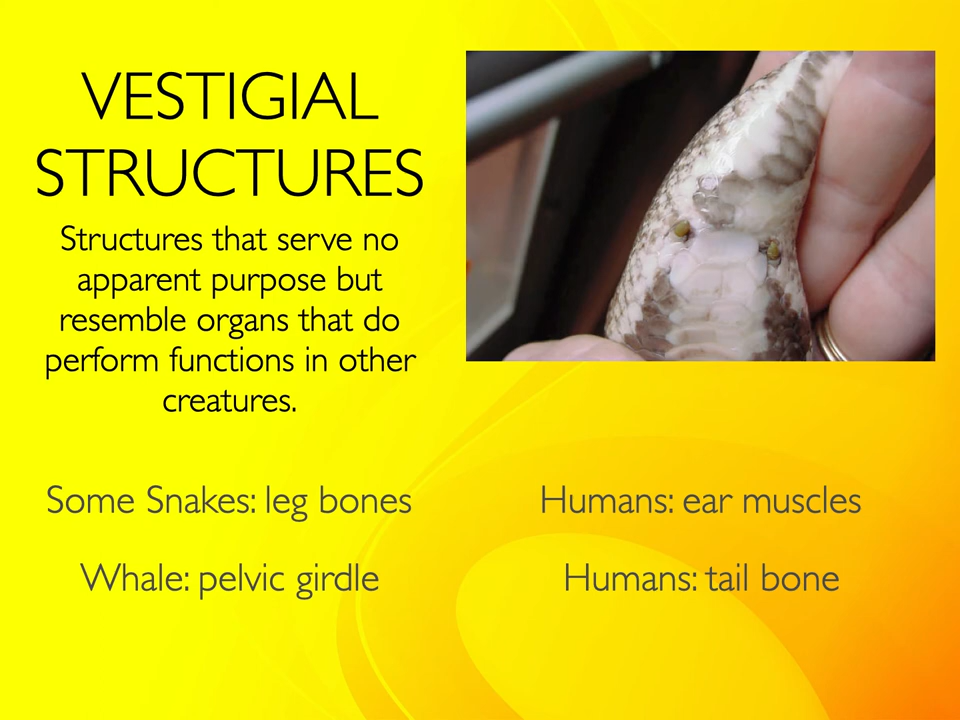 VESTIGIAL
STRUCTURES
Structures that serve no
apparent purpose but
resemble organs that do
perform functions in other
creatures.
Some Snakes: leg bones
Humans: ear muscles
Whale: pelvic girdle
Humans: tail bone